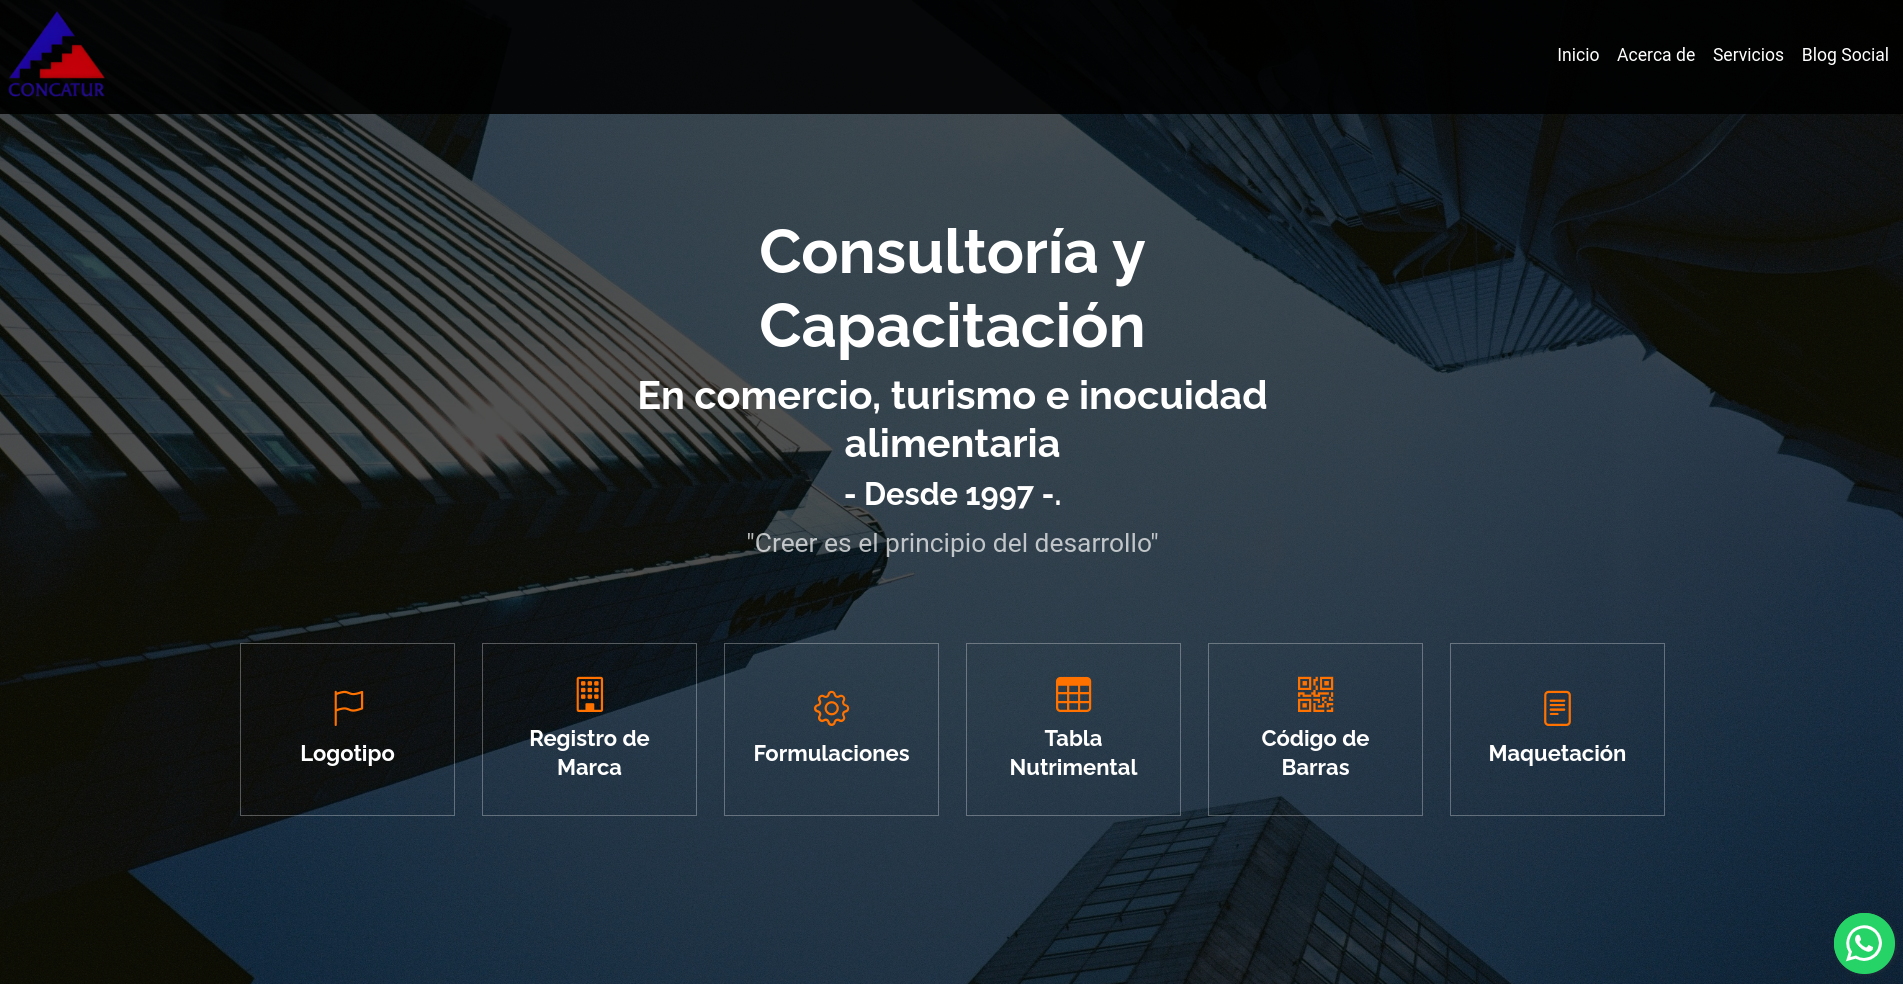 CONCATUR
Inicio Acerca de Servicios Blog Social
Consultoría y
Capacitación
En comercio, turismo e inocuidad
alimentaria
- Desde 1997 -.
"Creer es el principio del desarrollo"
Logotipo
Registro de
Marca
Formulaciones
Tabla
Nutrimental
Código de
Barras
Maquetación